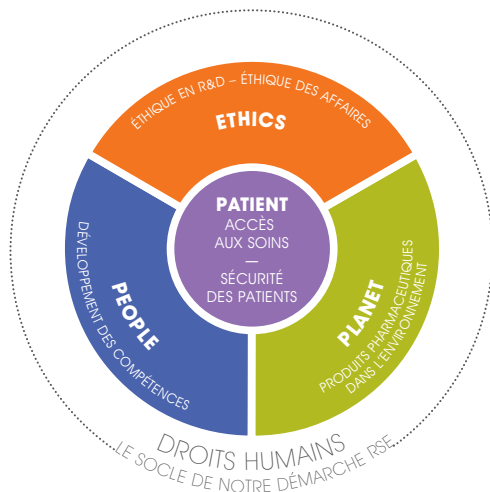 ÉTHIQUE EN R&D – ÉTHIQUE DES AFFAIRES
ETHICS
PATIENT
ACCÈS
AUX SOINS
—
SÉCURITÉ
DES PATIENTS
PEOPLE
DÉVELOPPEMENT DES COMPÉTENCES
PLANET
PRODUITS PHARMACEUTIQUES
DANS L'ENVIRONNEMENT
DROITS HUMAINS
LE SOCLE DE NOTRE DÉMARCHE RSE